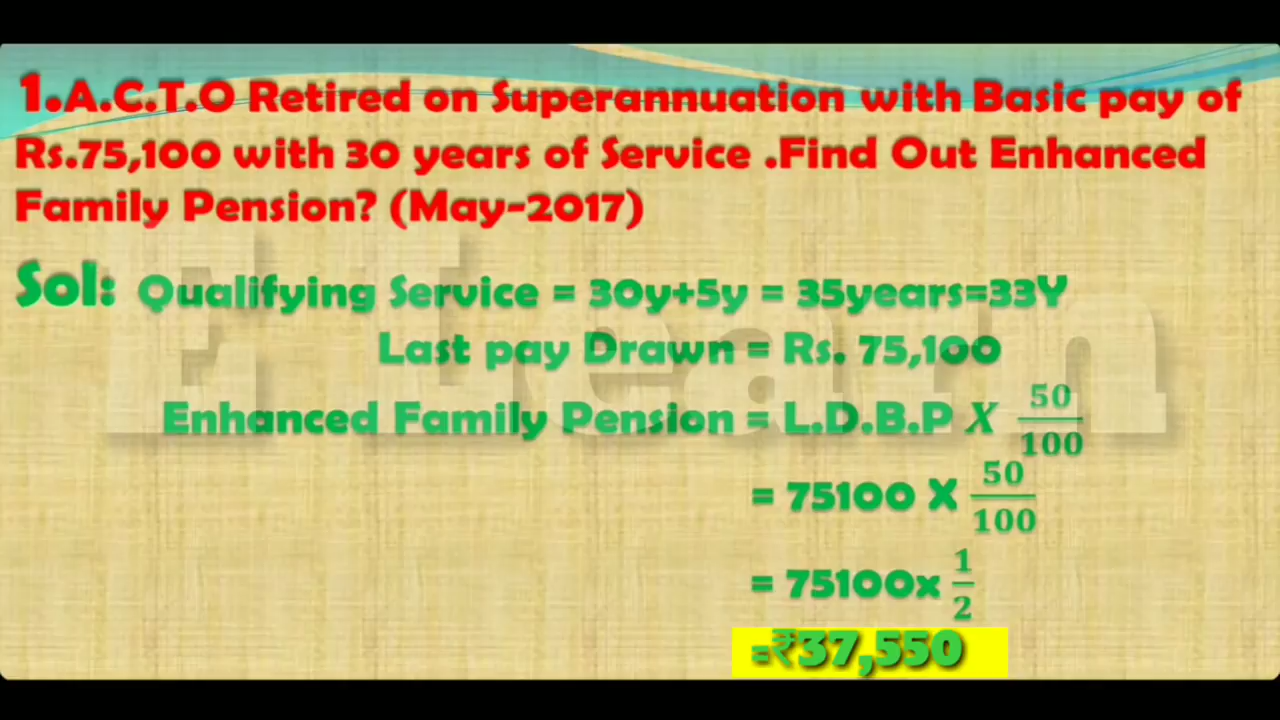 1.A.C.T.O Retired on Superannuation with Basic pay of
Rs.75,100 with 30 years of Service .Find Out Enhanced
Family Pension? (May-2017)
Sol: Qualifying Service = 30y+5y = 35years=33Y
Last pay Drawn = Rs. 75,100
Enhanced Family Pension = L.D.B.P X 50/100
= 75100 X 50/100
= 75100x 1/2
=₹37,550
E Learn